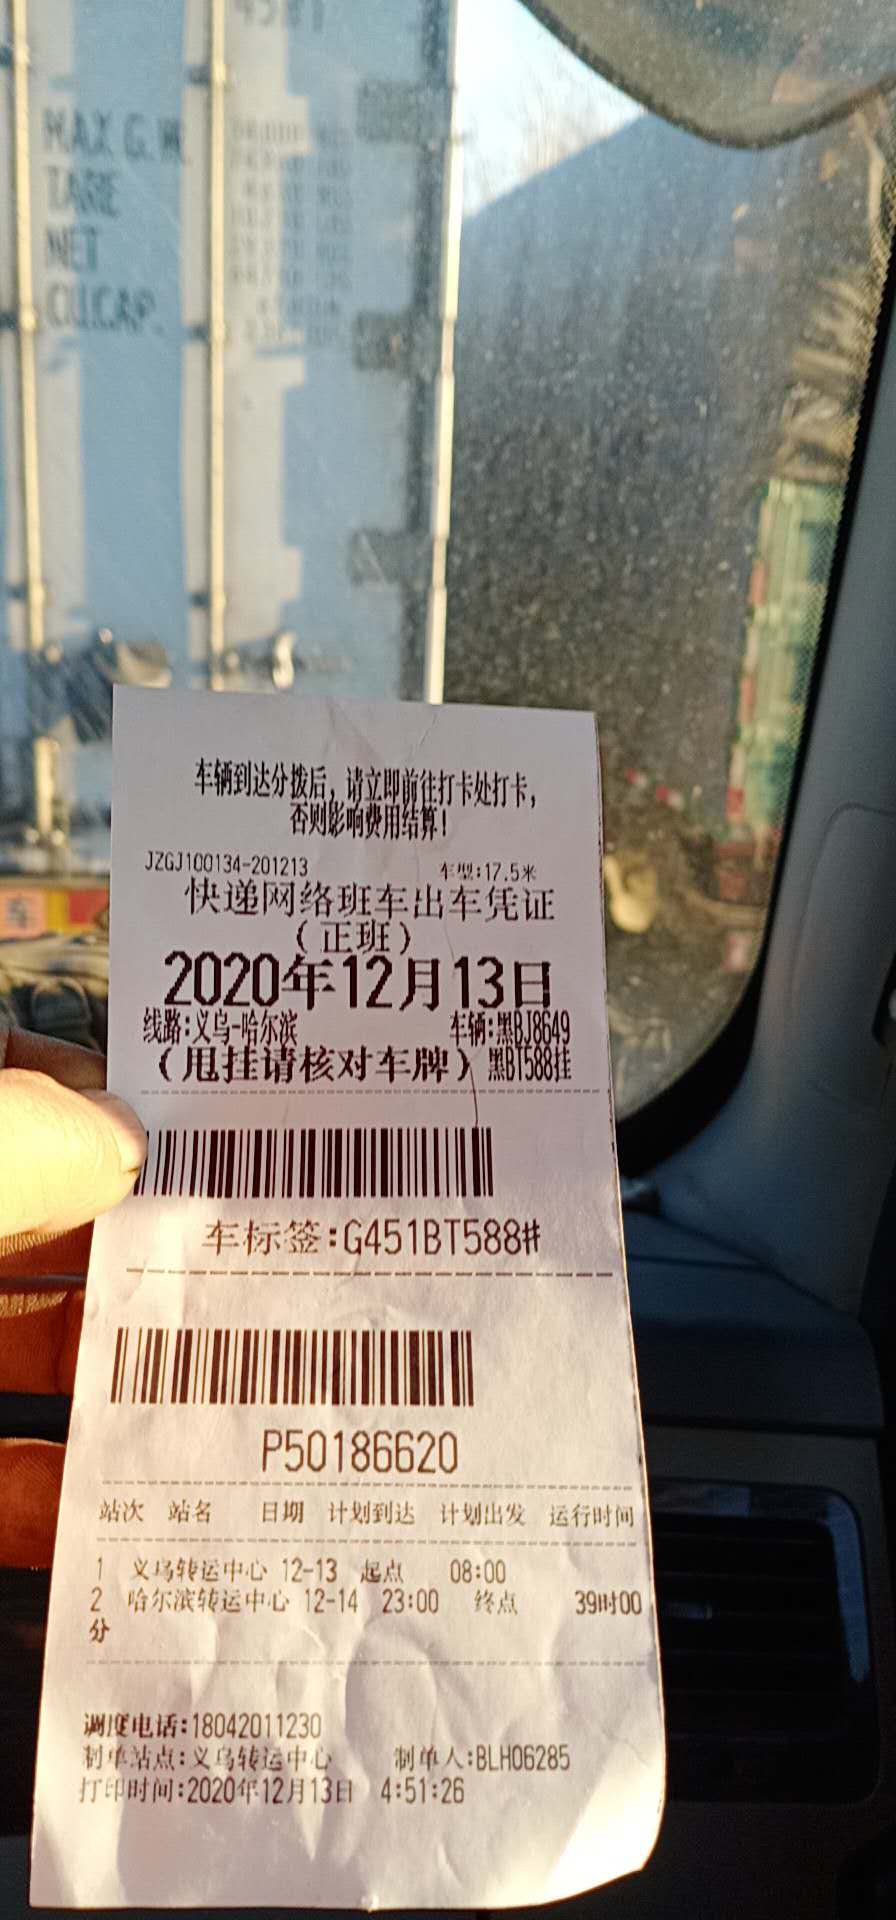 MAX G.W.
TARE
NET
CU.CAP.
车辆到达分拨后，请立即前往打卡处打卡，
否则影响费用结算！
JZGJ100134-201213 车型:17.5米
快递网络班车出车凭证
（正班）
2020年12月13日
线路:义乌-哈尔滨 车辆:黑BJ8649
（甩挂请核对车牌）黑BT588挂
车标签:G451BT588#
P50186620
站次 站名 日期 计划到达 计划出发 运行时间
1 义乌转运中心 12-13 起点 08:00
2 哈尔滨转运中心 12-14 23:00 终点 39时00
分
调度电话:18042011230
制单站点:义乌转运中心 制单人:BLH06285
打印时间:2020年12月13日 4:51:26